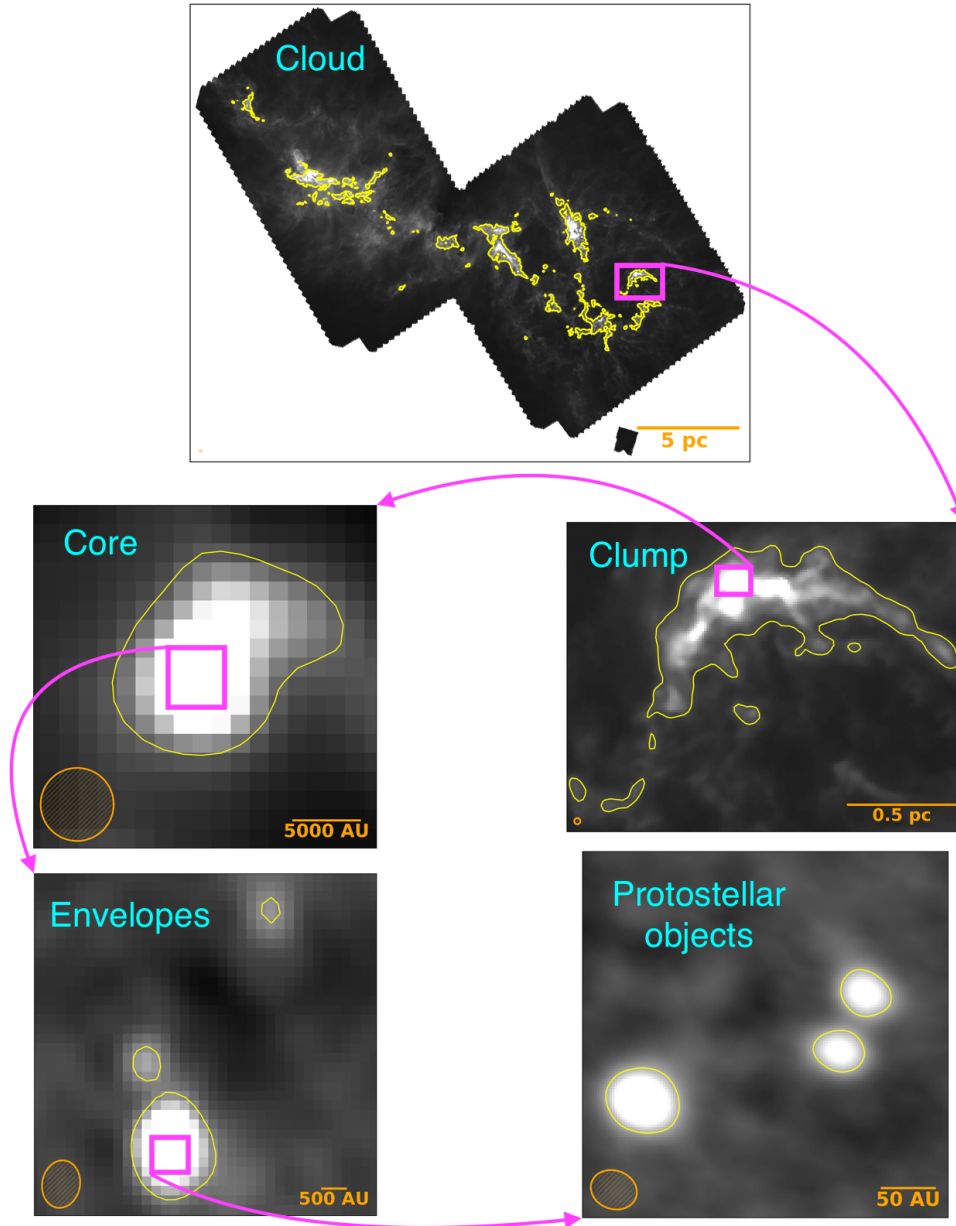 Cloud
5 pc
Core
5000 AU
Clump
0.5 pc
Envelopes
500 AU
Protostellar
objects
50 AU